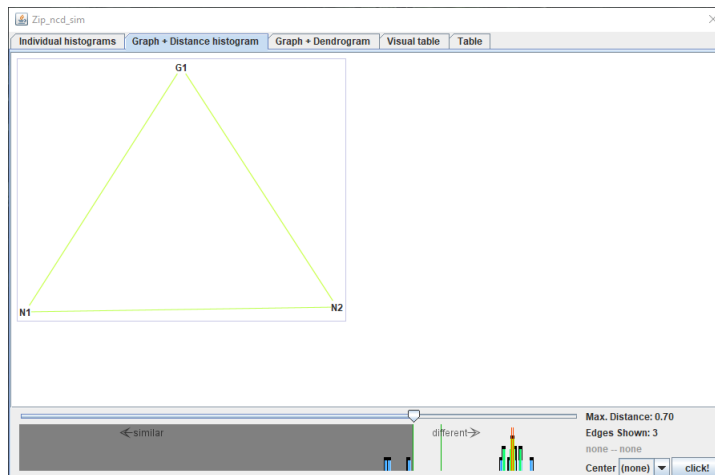 Zip_ncd_sim
Individual histograms Graph + Distance histogram Graph + Dendrogram Visual table Table
G1
N1
N2
similar different
Max. Distance: 0.70
Edges Shown: 3
none -- none
Center (none) click!